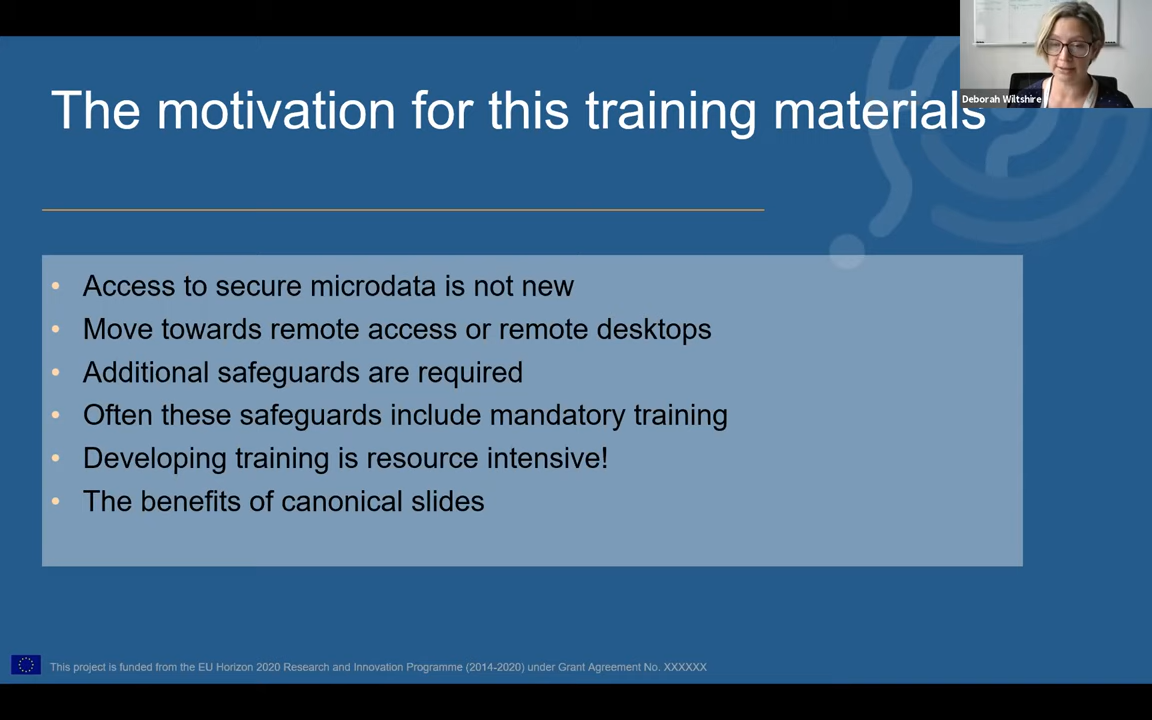 The motivation for this training materials
Deborah Wiltshire
• Access to secure microdata is not new
• Move towards remote access or remote desktops
• Additional safeguards are required
• Often these safeguards include mandatory training
• Developing training is resource intensive!
• The benefits of canonical slides
This project is funded from the EU Horizon 2020 Research and Innovation Programme (2014-2020) under Grant Agreement No. XXXXXX